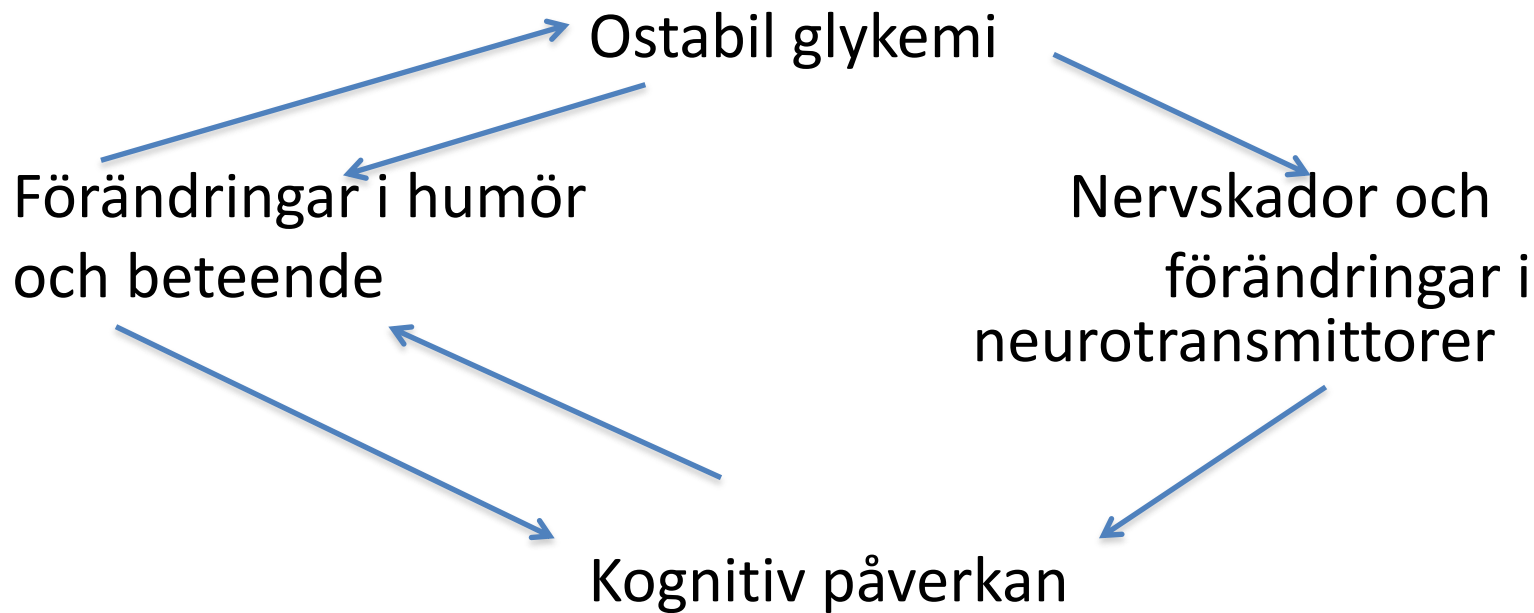 Ostabil glykemi
Förändringar i humör
och beteende
Nervskador och
förändringar i
neurotransmittorer
Kognitiv påverkan